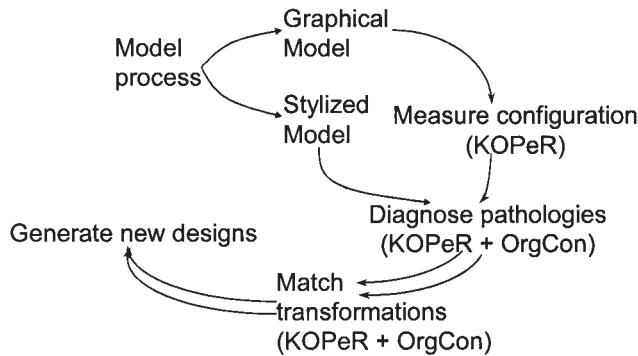 Graphical
Model
Model
process
Stylized
Model
Measure configuration
(KOPeR)
Diagnose pathologies
(KOPeR + OrgCon)
Generate new designs
Match
transformations
(KOPeR + OrgCon)